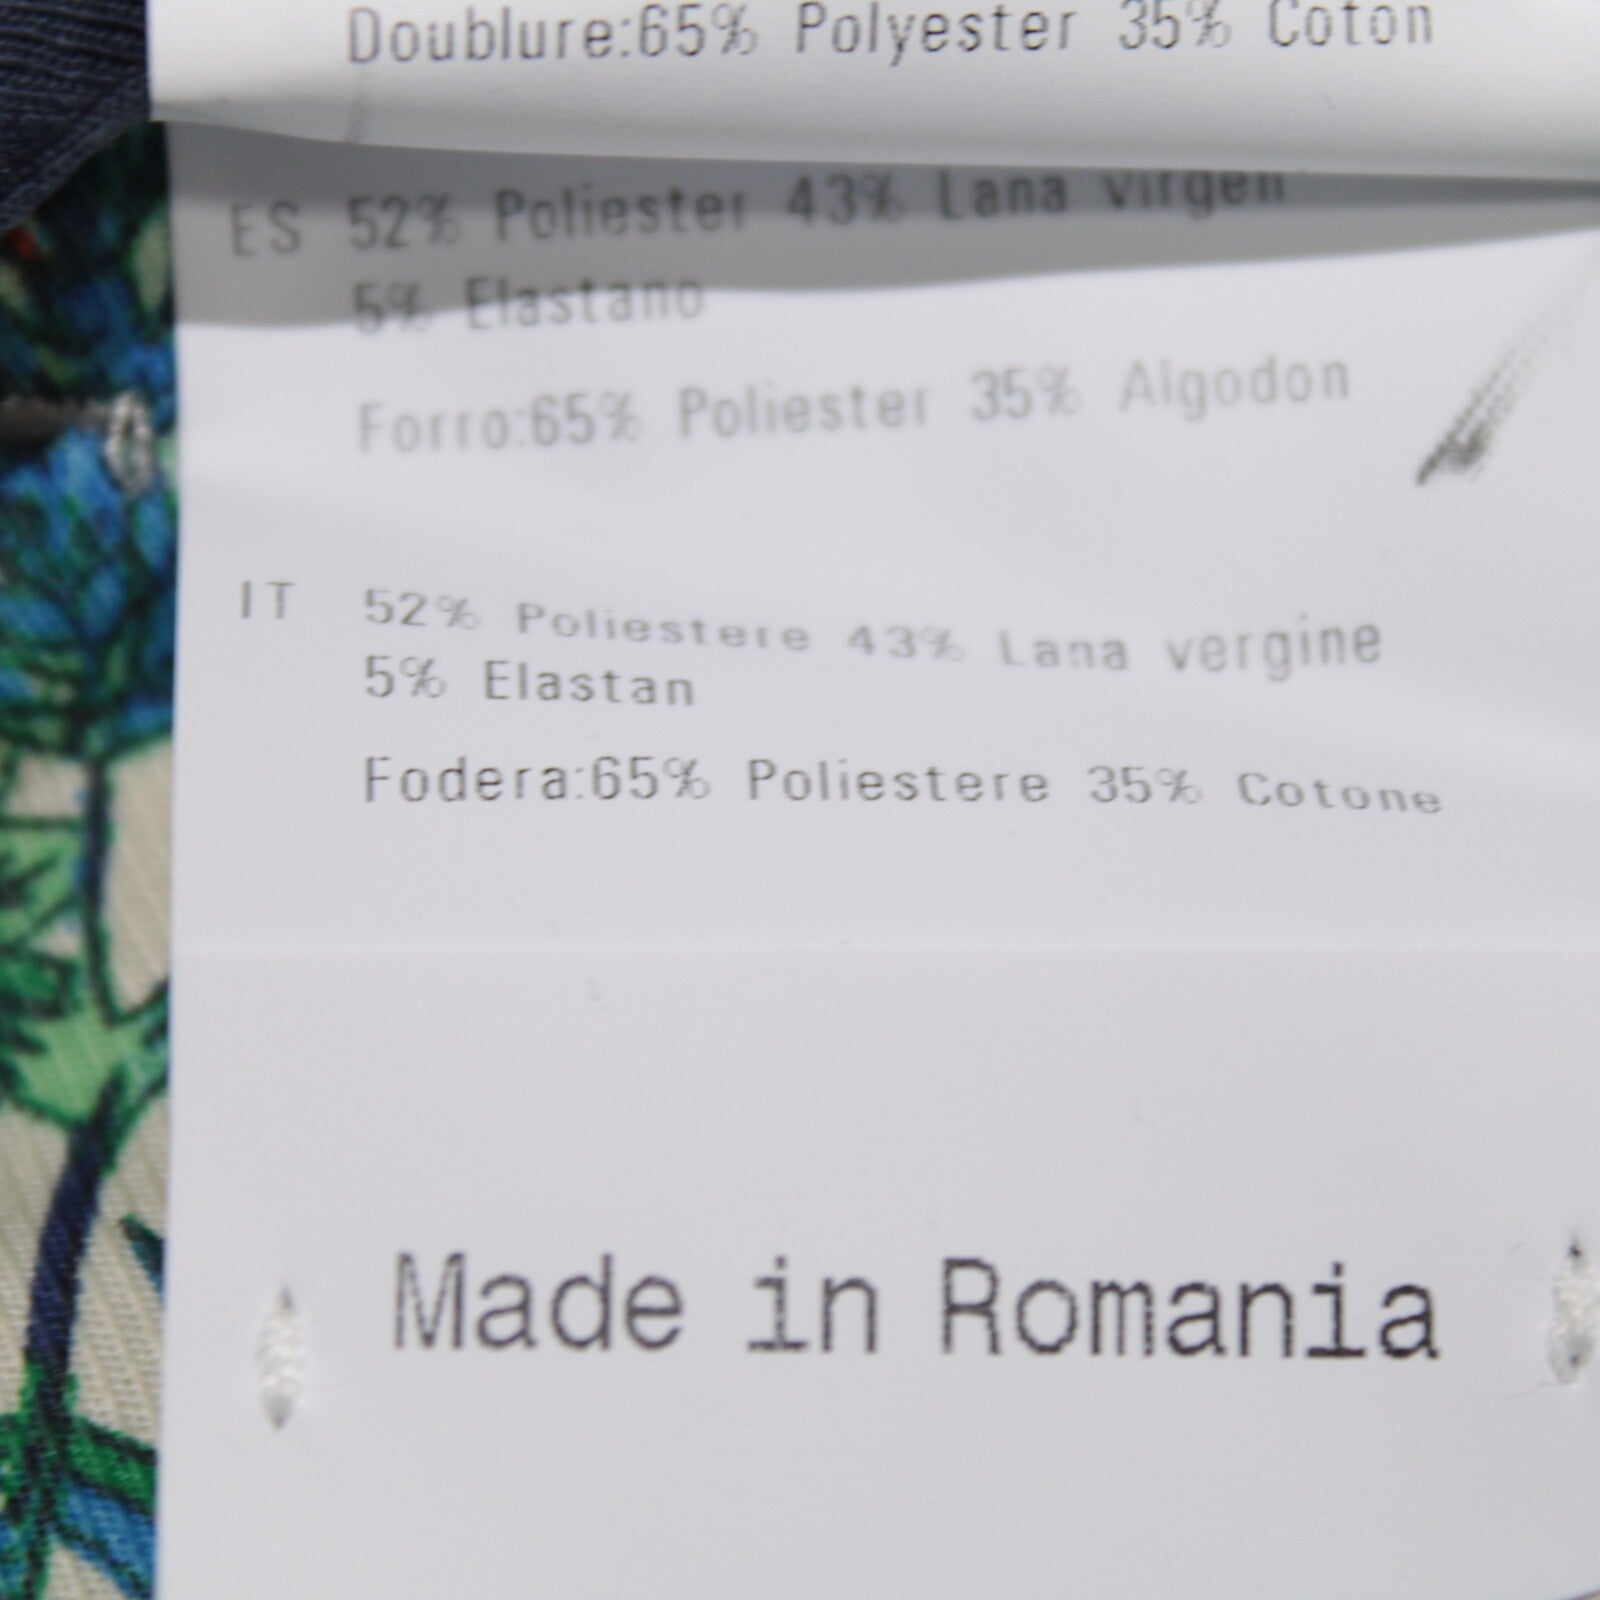 Doublure:65% Polyester 35% Coton
ES 52% Poliester 43% Lana virgen
5% Elastano
Forro:65% Poliester 35% Algodon
IT 52% Poliestere 43% Lana vergine
5% Elastan
Fodera:65% Poliestere 35% Cotone
Made in Romania